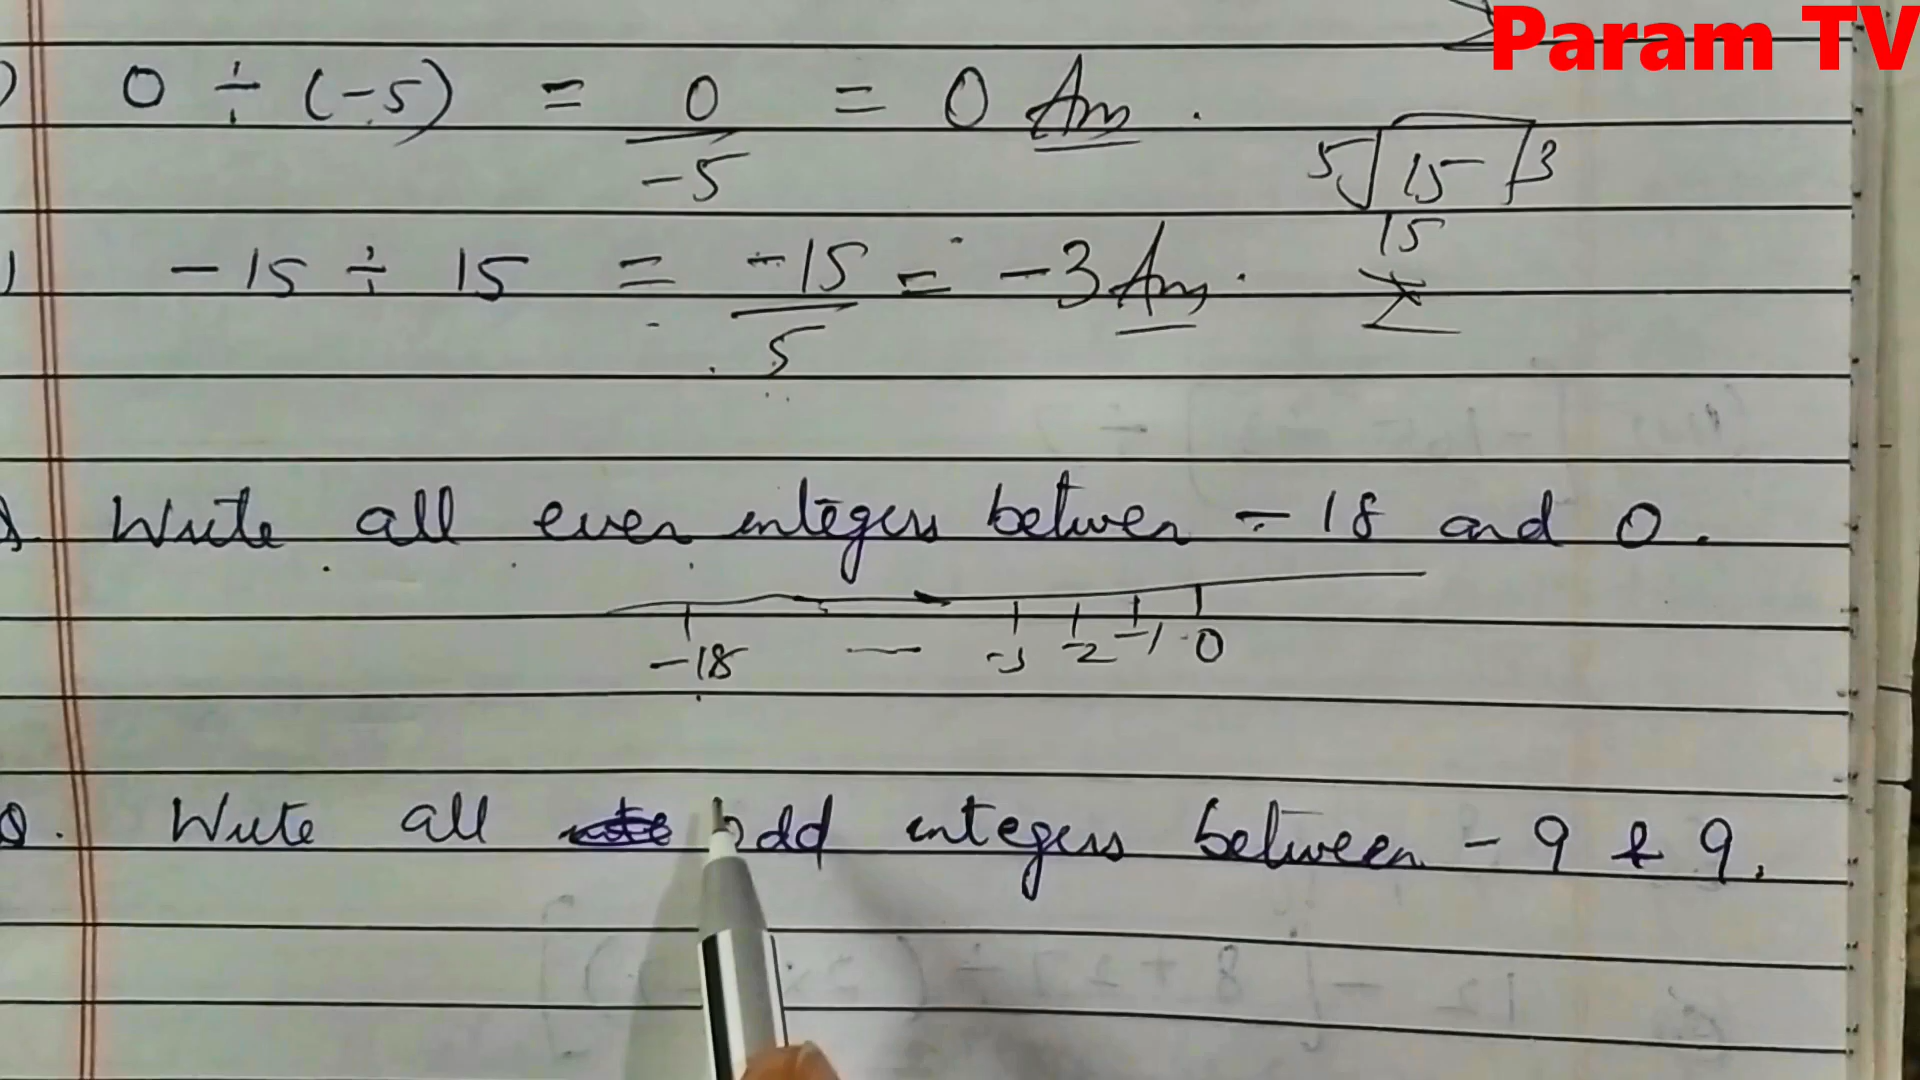 Param TV
) 0 ÷ (-5) = 0/-5 = 0 Ans.
5)15(3
15
×
) -15 ÷ 15 = -15/5 = -3 Ans.
Write all even integers between -18 and 0.
-18 — -3 -2 -1 0
Q. Write all odd integers between -9 & 9.